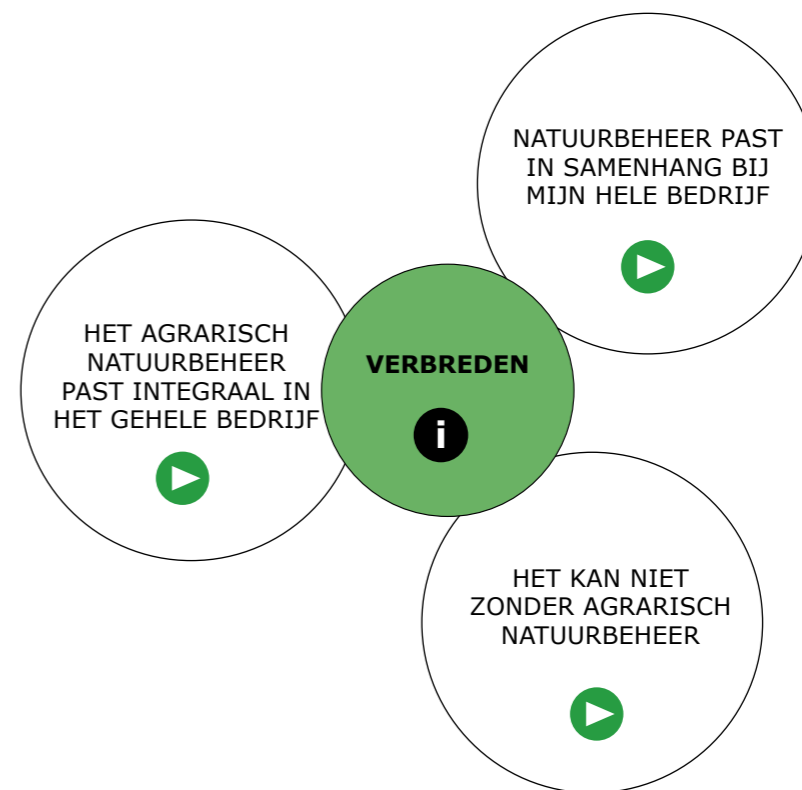 NATUURBEHEER PAST
IN SAMENHANG BIJ
MIJN HELE BEDRIJF
HET AGRARISCH
NATUURBEHEER
PAST INTEGRAAL IN
HET GEHELE BEDRIJF
VERBREDEN
i
HET KAN NIET
ZONDER AGRARISCH
NATUURBEHEER